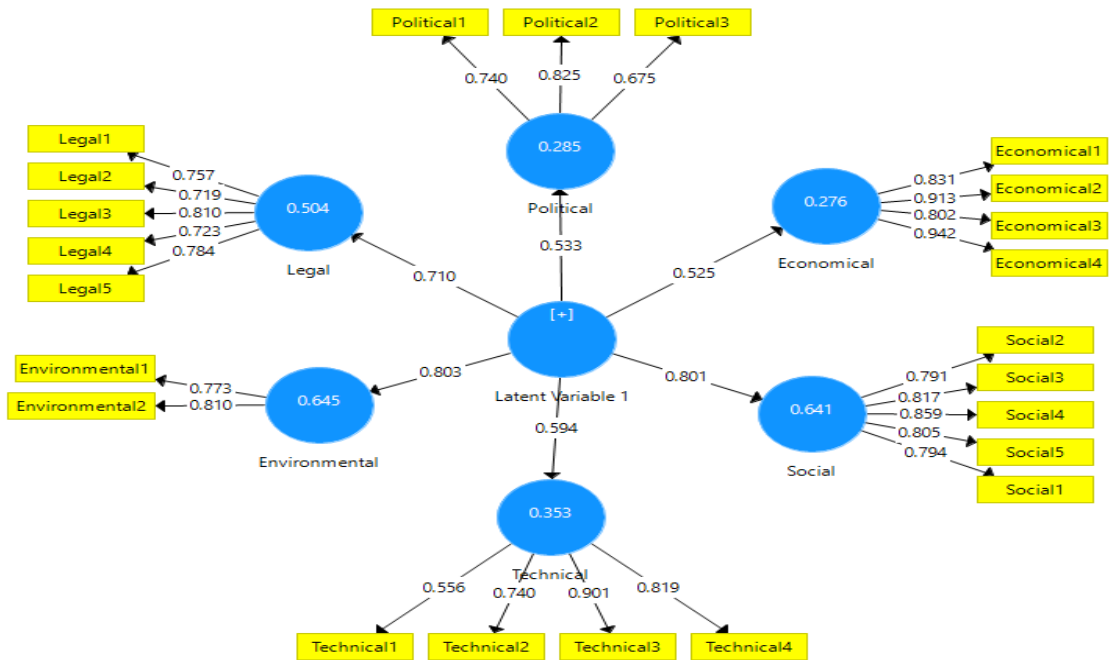 Political1
Political2
Political3
0.740
0.825
0.675
0.285
Political
0.533
Legal1
Legal2
Legal3
Legal4
Legal5
0.757
0.719
0.810
0.723
0.784
0.504
Legal
0.710
Economical1
Economical2
Economical3
Economical4
0.831
0.913
0.802
0.942
0.276
Economical
0.525
[+]
Latent Variable 1
Environmental1
Environmental2
0.773
0.810
0.645
Environmental
0.803
Social2
Social3
Social4
Social5
Social1
0.791
0.817
0.859
0.805
0.794
0.641
Social
0.801
0.594
0.353
Technical
0.556
0.740
0.901
0.819
Technical1
Technical2
Technical3
Technical4